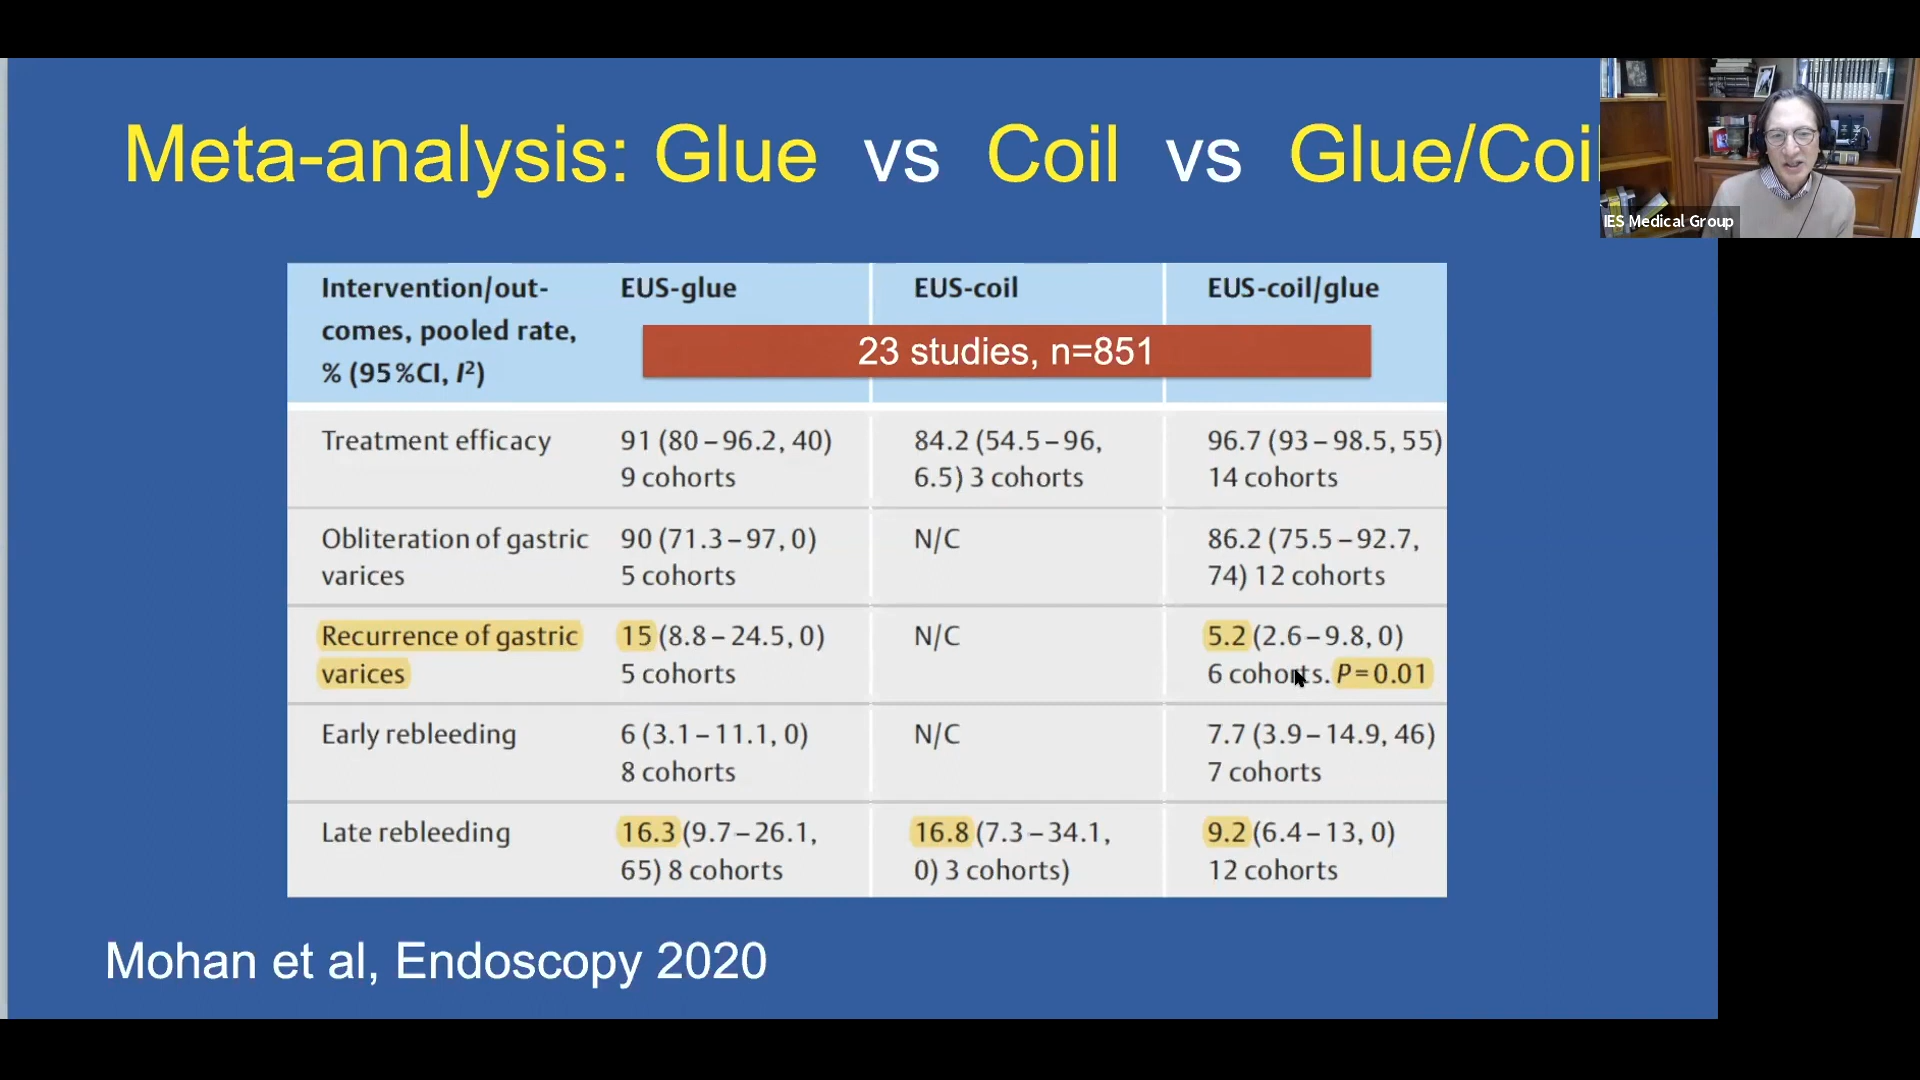 Meta-analysis: Glue vs Coil vs Glue/Coil
IES Medical Group
Intervention/out-
comes, pooled rate,
% (95%CI, I²)
EUS-glue
EUS-coil
EUS-coil/glue
23 studies, n=851
Treatment efficacy
91 (80–96.2, 40)
9 cohorts
84.2 (54.5–96,
6.5) 3 cohorts
96.7 (93–98.5, 55)
14 cohorts
Obliteration of gastric
varices
90 (71.3–97, 0)
5 cohorts
N/C
86.2 (75.5–92.7,
74) 12 cohorts
Recurrence of gastric
varices
15 (8.8–24.5, 0)
5 cohorts
N/C
5.2 (2.6–9.8, 0)
6 cohorts. P=0.01
Early rebleeding
6 (3.1–11.1, 0)
8 cohorts
N/C
7.7 (3.9–14.9, 46)
7 cohorts
Late rebleeding
16.3 (9.7–26.1,
65) 8 cohorts
16.8 (7.3–34.1,
0) 3 cohorts)
9.2 (6.4–13, 0)
12 cohorts
Mohan et al, Endoscopy 2020